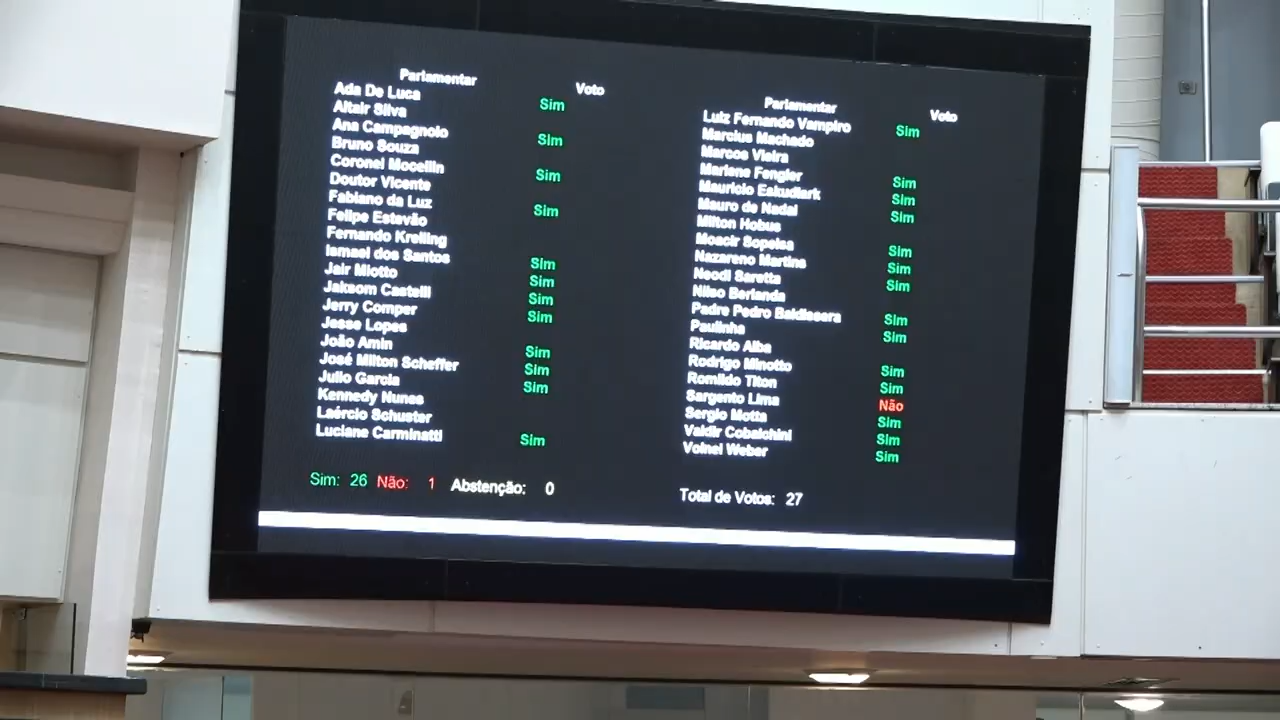 Parlamentar Voto
Ada De Luca Sim
Altair Silva
Ana Campagnolo Sim
Bruno Souza
Coronel Mocellin Sim
Doutor Vicente
Fabiano da Luz Sim
Felipe Estevão
Fernando Krelling
Ismael dos Santos Sim
Jair Miotto Sim
Jaksom Castelli Sim
Jerry Comper Sim
Jesse Lopes
João Amin Sim
José Milton Scheffer Sim
Julio Garcia Sim
Kennedy Nunes
Laércio Schuster
Luciane Carminatti Sim
Parlamentar Voto
Luiz Fernando Vampiro Sim
Marcius Machado
Marcos Vieira
Marlene Fengler Sim
Mauricio Eskudlark Sim
Mauro de Nadal Sim
Milton Hobus
Moacir Sopelsa Sim
Nazareno Martins Sim
Neodi Saretta Sim
Nilso Berlanda
Padre Pedro Baldissera Sim
Paulinha Sim
Ricardo Alba
Rodrigo Minotto Sim
Romildo Titon Sim
Sargento Lima Não
Sergio Motta Sim
Valdir Cobalchini Sim
Volnei Weber Sim
Sim: 26 Não: 1 Abstenção: 0 Total de Votos: 27